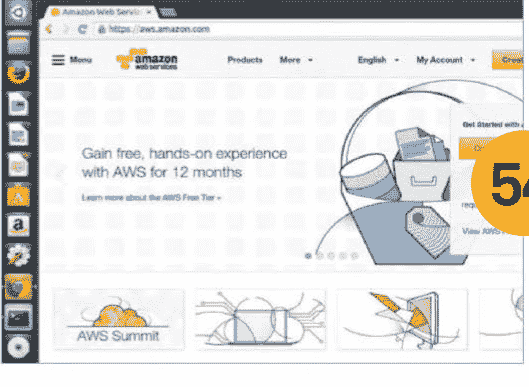 Amazon Web Servic
https://aws.amazon.com
Menu
amazon
web services
Products
More
English
My Account
Creat
Gain free, hands-on experience
with AWS for 12 months
Learn more about the AWS Free Tier »
Get Started with
View AWS
54
a
AWS Summit